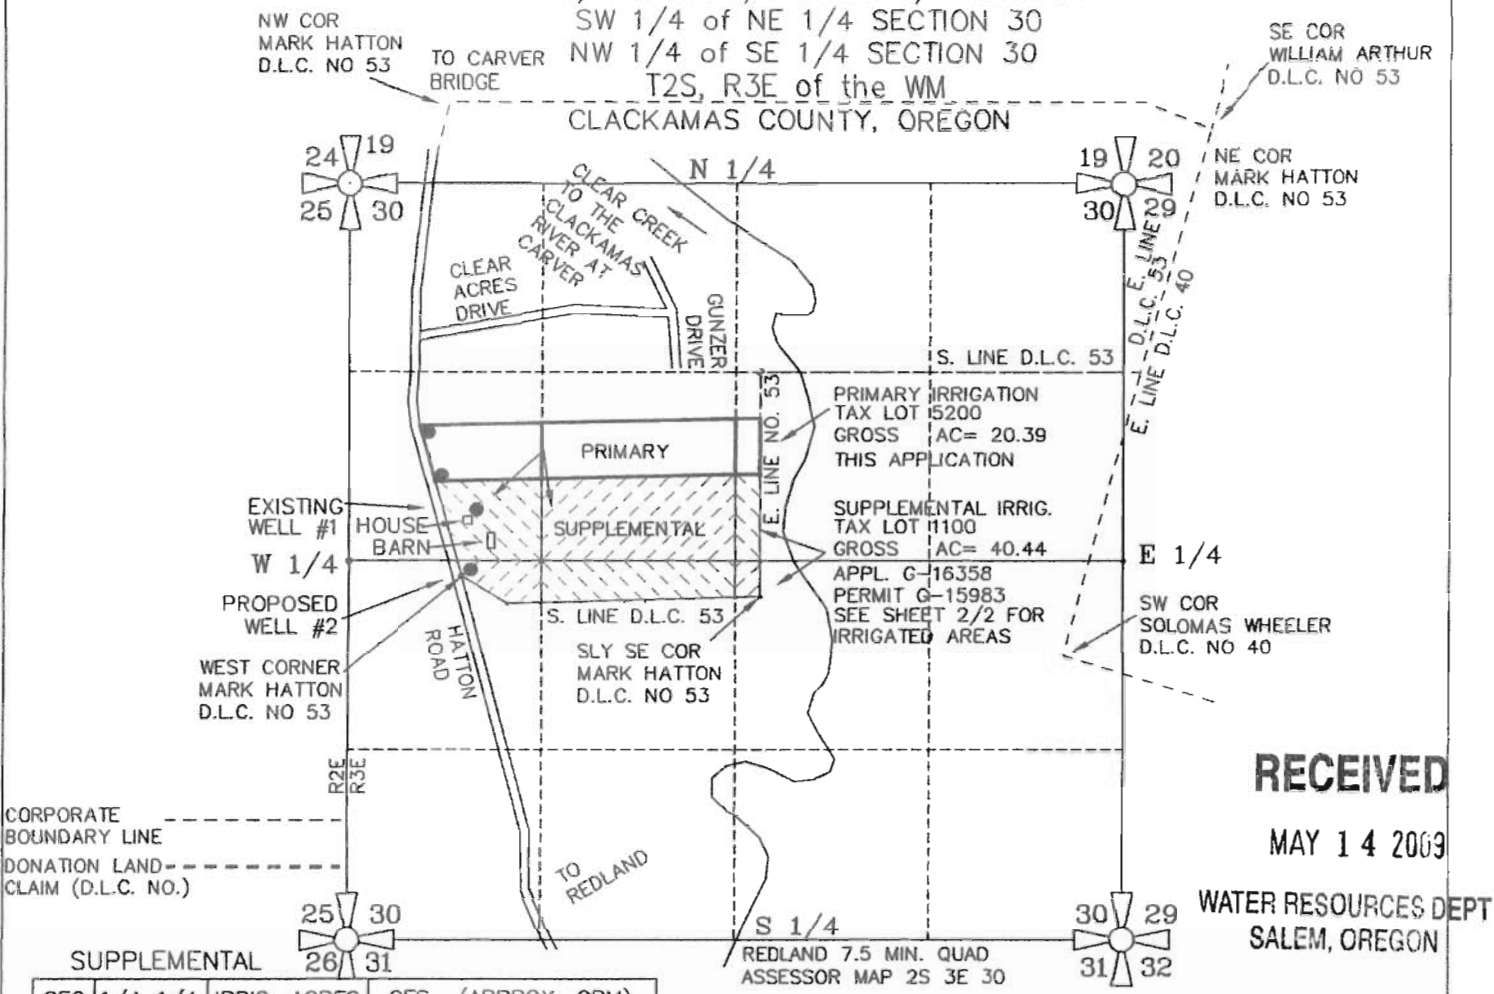 SW 1/4 of NE 1/4 SECTION 30
NW 1/4 of SE 1/4 SECTION 30
T2S, R3E of the WM
CLACKAMAS COUNTY, OREGON
NW COR
MARK HATTON
D.L.C. NO 53
TO CARVER
BRIDGE
SE COR
WILLIAM ARTHUR
D.L.C. NO 53
24 19
25 30
N 1/4
19 20
30 29
NE COR
MARK HATTON
D.L.C. NO 53
CLEAR CREEK
TO THE
CLACKAMAS
RIVER AT
CARVER
CLEAR
ACRES
DRIVE
GUNZER
DRIVE
E. LINE
D.L.C. 53
E. LINE D.L.C. 40
S. LINE D.L.C. 53
E. LINE NO. 53
PRIMARY IRRIGATION
TAX LOT 5200
GROSS AC= 20.39
THIS APPLICATION
PRIMARY
SUPPLEMENTAL
EXISTING
WELL #1
HOUSE
BARN
SUPPLEMENTAL IRRIG.
TAX LOT 1100
GROSS AC= 40.44
APPL. G-16358
PERMIT G-15983
SEE SHEET 2/2 FOR
IRRIGATED AREAS
W 1/4
E 1/4
PROPOSED
WELL #2
S. LINE D.L.C. 53
HATTON
ROAD
WEST CORNER
MARK HATTON
D.L.C. NO 53
SLY SE COR
MARK HATTON
D.L.C. NO 53
SW COR
SOLOMAS WHEELER
D.L.C. NO 40
R2E
R3E
CORPORATE
BOUNDARY LINE
DONATION LAND
CLAIM (D.L.C. NO.)
TO
REDLAND
RECEIVED
MAY 14 2009
WATER RESOURCES DEPT
SALEM, OREGON
25 30
26 31
S 1/4
30 29
31 32
REDLAND 7.5 MIN. QUAD
ASSESSOR MAP 2S 3E 30
SUPPLEMENTAL